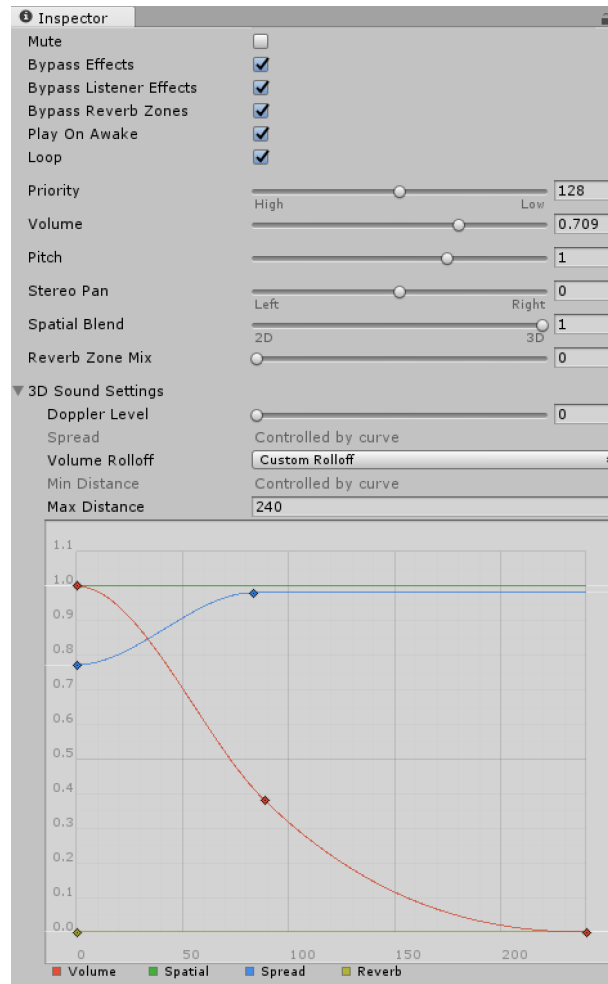 Inspector
Mute
Bypass Effects
Bypass Listener Effects
Bypass Reverb Zones
Play On Awake
Loop
Priority 128
High Low
Volume 0.709
Pitch 1
Stereo Pan 0
Left Right
Spatial Blend 1
2D 3D
Reverb Zone Mix 0
3D Sound Settings
Doppler Level 0
Spread Controlled by curve
Volume Rolloff Custom Rolloff
Min Distance Controlled by curve
Max Distance 240
1.1
1.0
0.9
0.8
0.7
0.6
0.5
0.4
0.3
0.2
0.1
0.0
0 50 100 150 200
Volume Spatial Spread Reverb